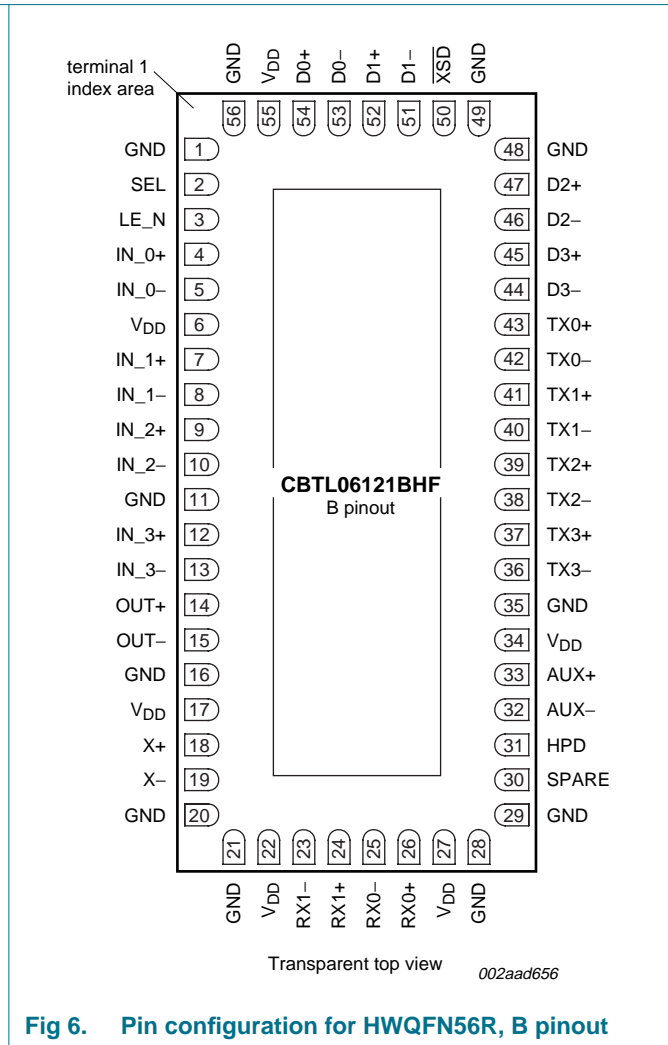 terminal 1
index area
GND
VDD
D0+
D0−
D1+
D1−
XSD
GND
56
55
54
53
52
51
50
49
GND 1
SEL 2
LE_N 3
IN_0+ 4
IN_0− 5
VDD 6
IN_1+ 7
IN_1− 8
IN_2+ 9
IN_2− 10
GND 11
IN_3+ 12
IN_3− 13
OUT+ 14
OUT− 15
GND 16
VDD 17
X+ 18
X− 19
GND 20
CBTL06121BHF
B pinout
48 GND
47 D2+
46 D2−
45 D3+
44 D3−
43 TX0+
42 TX0−
41 TX1+
40 TX1−
39 TX2+
38 TX2−
37 TX3+
36 TX3−
35 GND
34 VDD
33 AUX+
32 AUX−
31 HPD
30 SPARE
29 GND
21
22
23
24
25
26
27
28
GND
VDD
RX1−
RX1+
RX0−
RX0+
VDD
GND
Transparent top view
002aad656
Fig 6. Pin configuration for HWQFN56R, B pinout